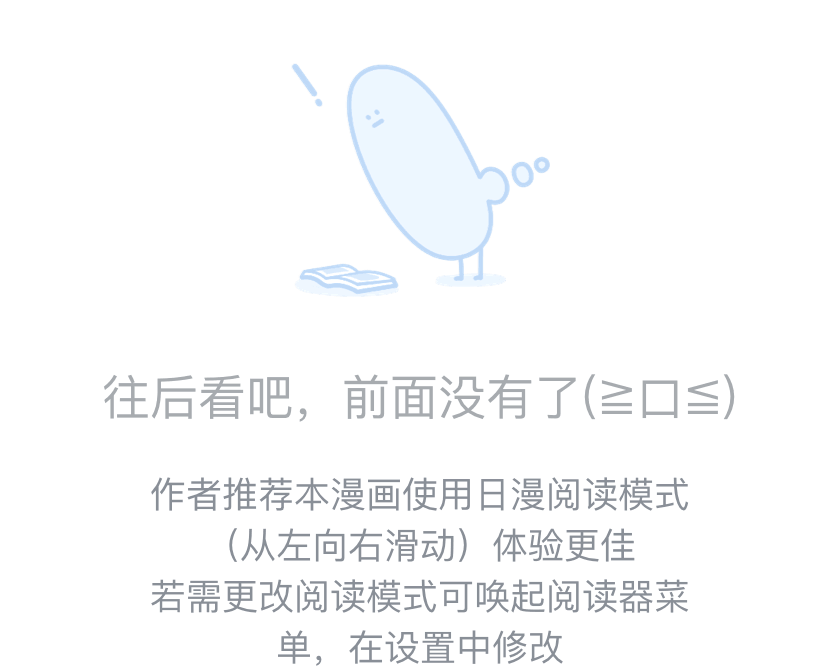 往后看吧，前面没有了(≧口≦)
作者推荐本漫画使用日漫阅读模式
（从左向右滑动）体验更佳
若需更改阅读模式可唤起阅读器菜
单，在设置中修改